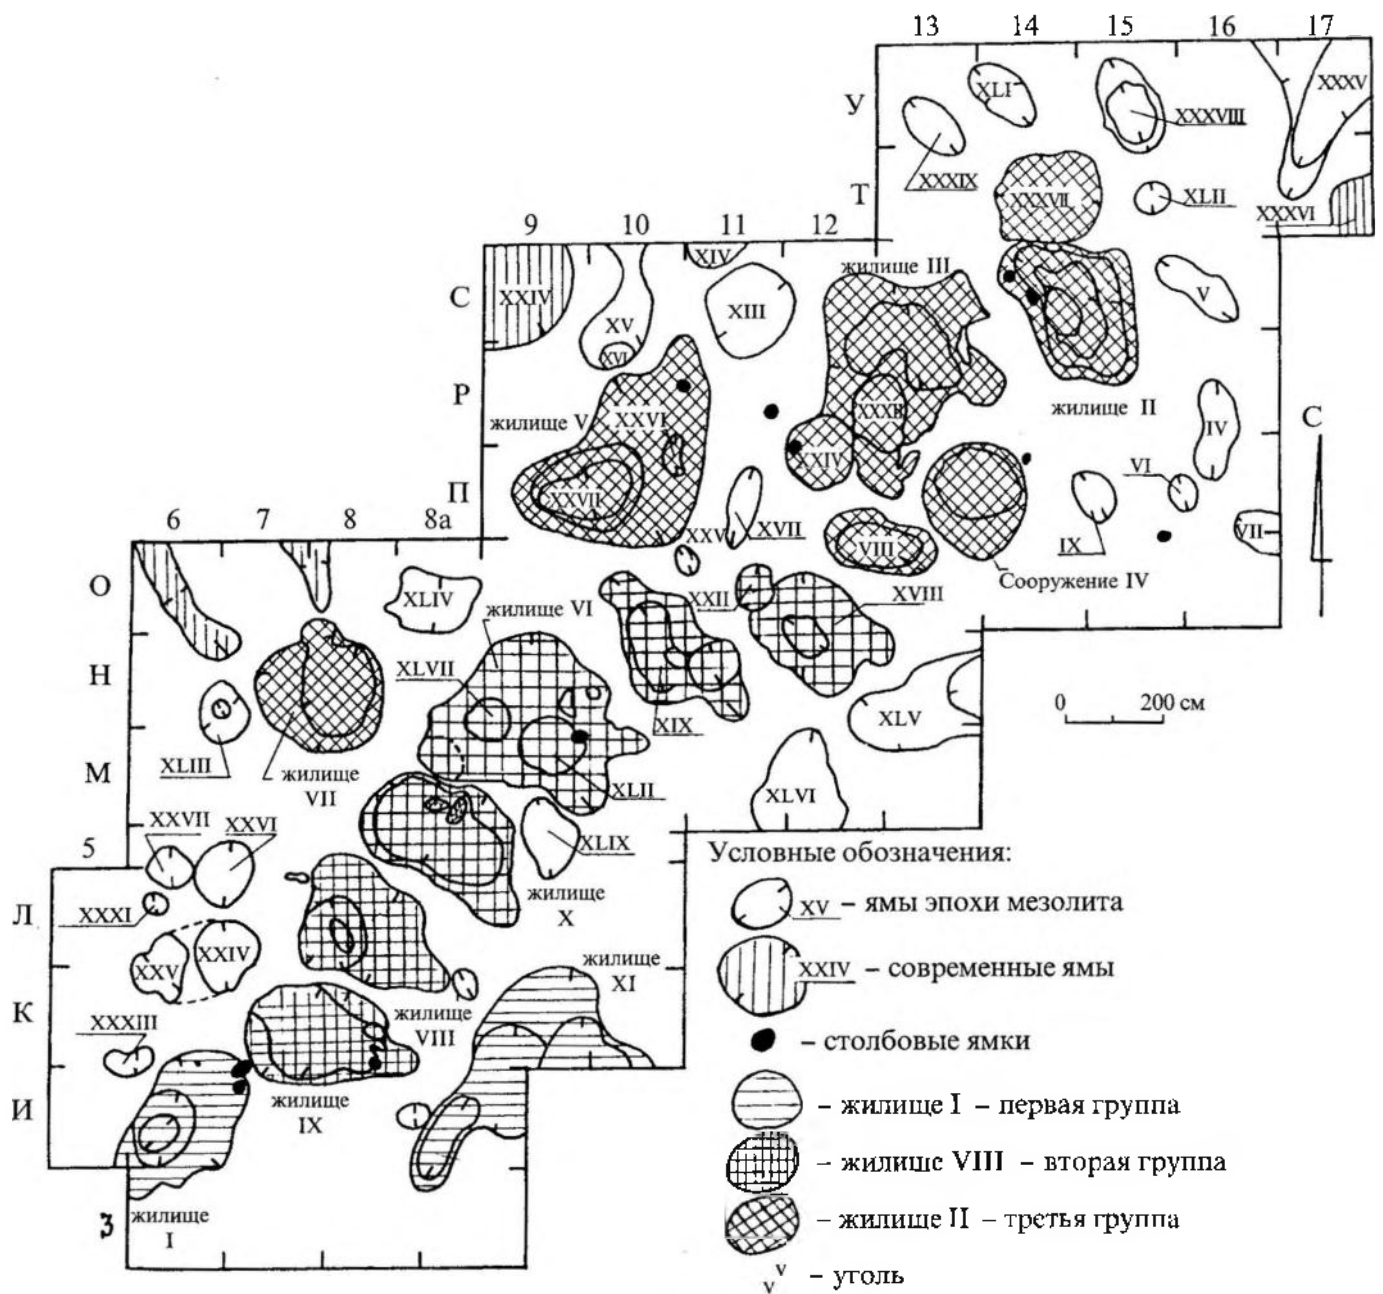 13 14 15 16 17
У
XLI
XXXVIII
XXXV
XXXIX
Т
XXXVII
XLII
XXXVI
9 10 11 12
С
XXIV
XIV
жилище III
XV
XIII
V
XVI
Р
XXXII
жилище II
С
жилище V
XXVI
IV
XXIV
VI
П
XXVII
XVII
VII
6 7 8 8а
XXV
VIII
IX
О
Сооружение IV
XLIV
жилище VI
XXII
XVIII
Н
XLVII
0 200 см
XIX
XLV
XLIII
М
жилище
VII
XLII
XLVI
XXVII
XXVI
5
XLIX
Условные обозначения:
жилище
X
XXXI
Л
XV – ямы эпохи мезолита
XXIV
XXV
жилище
XI
XXIV – современные ямы
К
XXXIII
жилище
VIII
– столбовые ямки
И
жилище
IX
– жилище I – первая группа
– жилище VIII – вторая группа
З
жилище
I
– жилище II – третья группа
v v – уголь